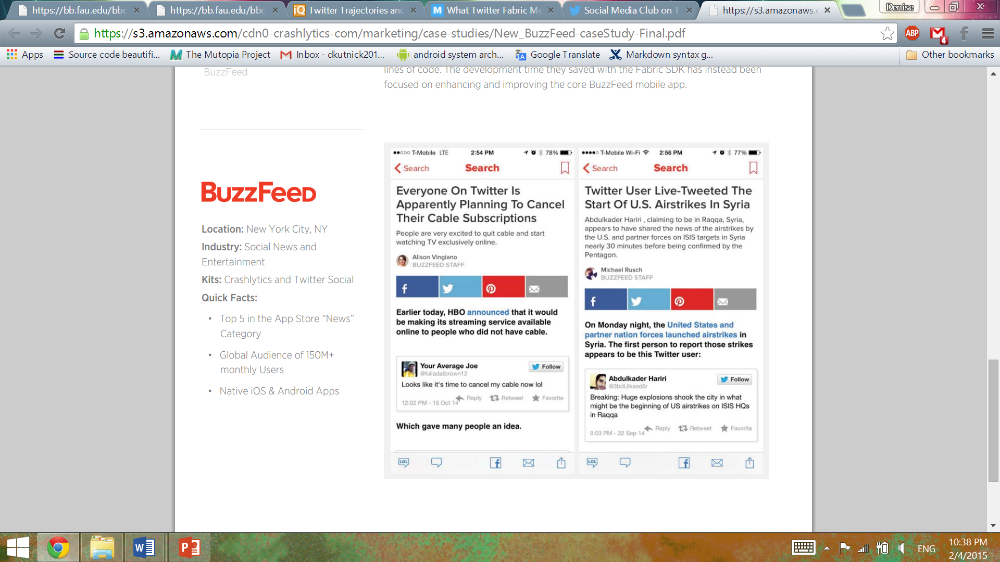 https://bb.fau.edu/bbc
https://bb.fau.edu/bbc
Twitter Trajectories and
What Twitter Fabric Me
Social Media Club on T
https://s3.amazonaws.c
Denise
https://s3.amazonaws.com/cdn0-crashlytics-com/marketing/case-studies/New_BuzzFeed-caseStudy-Final.pdf
ABP
4
Apps
Source code beautifi...
The Mutopia Project
Inbox - dkutnick201...
android system arch...
Google Translate
Markdown syntax g...
Other bookmarks
BuzzFeed
lines of code. The development time they saved with the Fabric SDK has instead been
focused on enhancing and improving the core BuzzFeed mobile app.
BuzzFeed
Location: New York City, NY
Industry: Social News and
Entertainment
Kits: Crashlytics and Twitter Social
Quick Facts:
• Top 5 in the App Store “News”
Category
• Global Audience of 150M+
monthly Users
• Native iOS & Android Apps
T-Mobile LTE 2:54 PM 78%
Search Search
Everyone On Twitter Is
Apparently Planning To Cancel
Their Cable Subscriptions
People are very excited to quit cable and start
watching TV exclusively online.
Alison Vingiano
BUZZFEED STAFF
Earlier today, HBO announced that it would
be making its streaming service available
online to people who did not have cable.
Your Average Joe
@fulladatbrown12
Follow
Looks like it's time to cancel my cable now lol
12:02 PM - 15 Oct 14 Reply Retweet Favorite
Which gave many people an idea.
LOL
T-Mobile Wi-Fi 2:56 PM 77%
Search Search
Twitter User Live-Tweeted The
Start Of U.S. Airstrikes In Syria
Abdulkader Hariri , claiming to be in Raqqa, Syria,
appears to have shared the news of the airstrikes by
the U.S. and partner forces on ISIS targets in Syria
nearly 30 minutes before being confirmed by the
Pentagon.
Michael Rusch
BUZZFEED STAFF
On Monday night, the United States and
partner nation forces launched airstrikes in
Syria. The first person to report those strikes
appears to be this Twitter user:
Abdulkader Hariri
@3bdUlkaed6r
Follow
Breaking: Huge explosions shook the city in what
might be the beginning of US airstrikes on ISIS HQs
in Raqqa
9:03 PM - 22 Sep 14 Reply Retweet Favorite
LOL
ENG
10:38 PM
2/4/2015